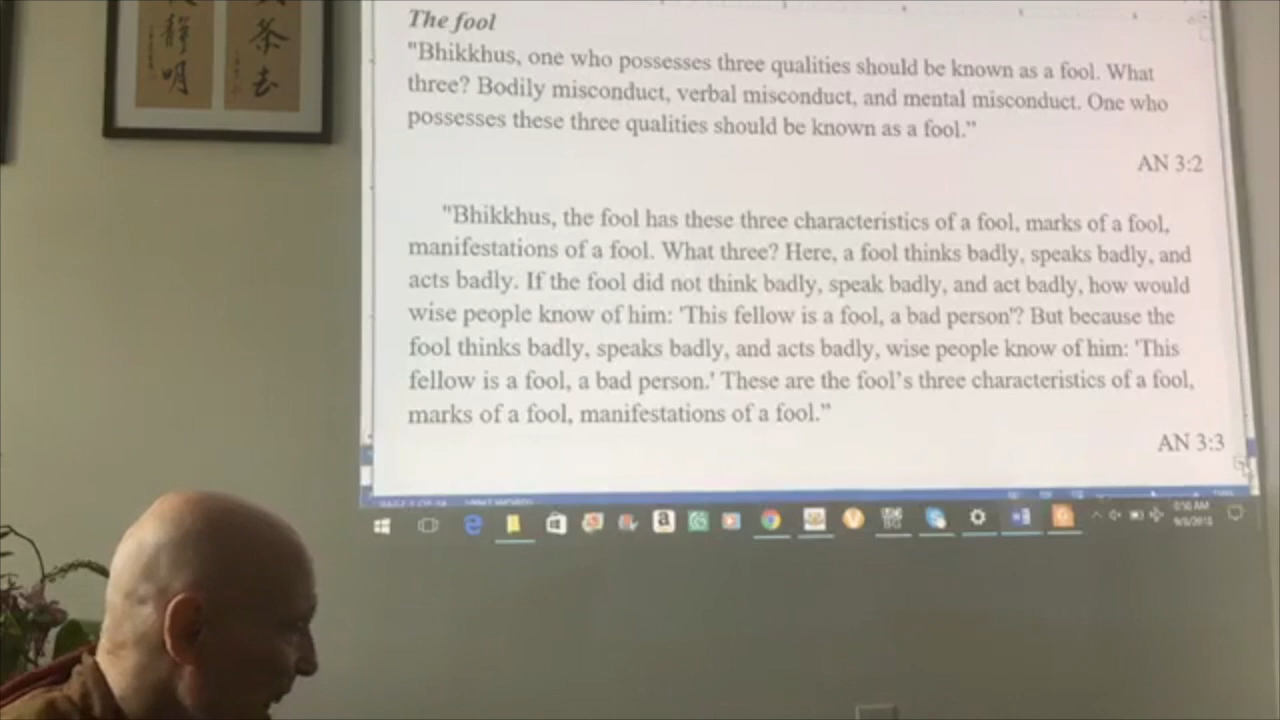 靜 茶
明 去
The fool
"Bhikkhus, one who possesses three qualities should be known as a fool. What
three? Bodily misconduct, verbal misconduct, and mental misconduct. One who
possesses these three qualities should be known as a fool.”
AN 3:2
"Bhikkhus, the fool has these three characteristics of a fool, marks of a fool,
manifestations of a fool. What three? Here, a fool thinks badly, speaks badly, and
acts badly. If the fool did not think badly, speak badly, and act badly, how would
wise people know of him: 'This fellow is a fool, a bad person'? But because the
fool thinks badly, speaks badly, and acts badly, wise people know of him: 'This
fellow is a fool, a bad person.' These are the fool’s three characteristics of a fool,
marks of a fool, manifestations of a fool.”
AN 3:3